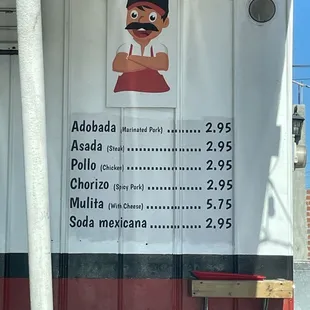 Adobada (Marinated Pork) ......... 2.95
Asada (Steak) ................ 2.95
Pollo (Chicken) ................ 2.95
Chorizo (Spicy Pork) ............ 2.95
Mulita (With Cheese) ............ 5.75
Soda mexicana ............... 2.95